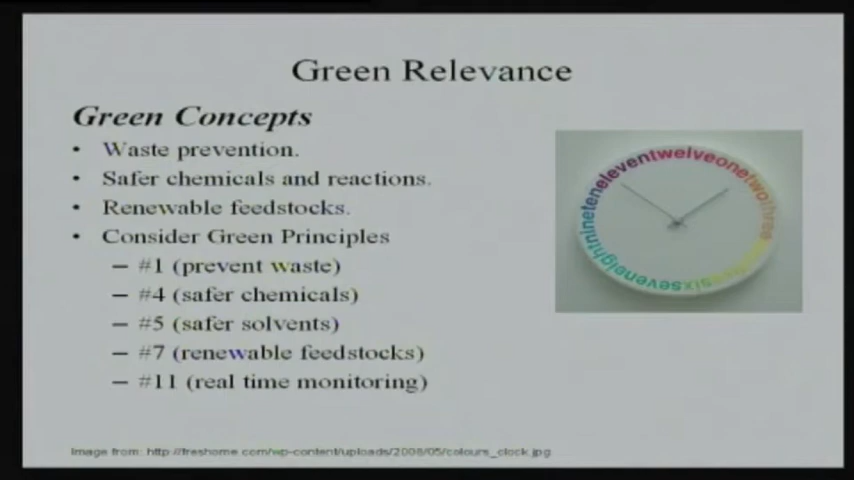 Green Relevance
Green Concepts
• Waste prevention.
• Safer chemicals and reactions.
• Renewable feedstocks.
• Consider Green Principles
– #1 (prevent waste)
– #4 (safer chemicals)
– #5 (safer solvents)
– #7 (renewable feedstocks)
– #11 (real time monitoring)
twelveonetwothree
sixseveneightnineteneleven
Image from: http://freshome.com/wp-content/uploads/2008/05/colours_clock.jpg